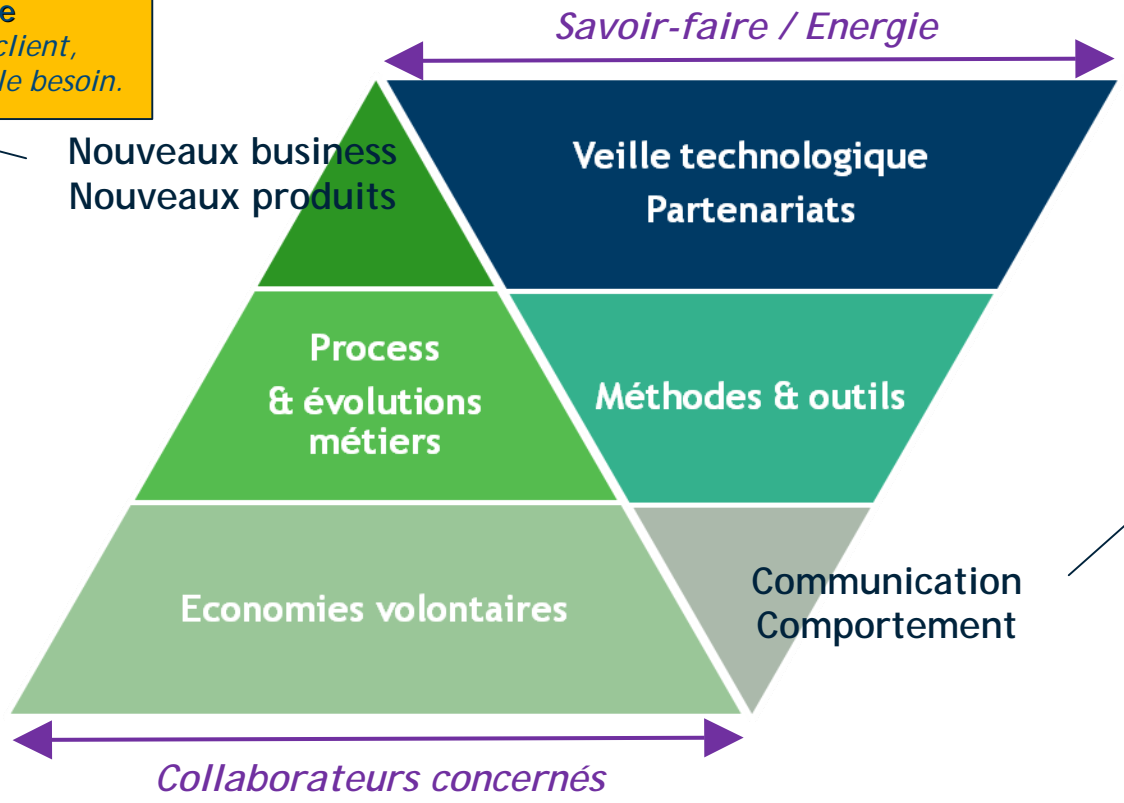 e
client,
le besoin.
Savoir-faire / Energie
Nouveaux business
Nouveaux produits
Veille technologique
Partenariats
Process
& évolutions
métiers
Méthodes & outils
Economies volontaires
Communication
Comportement
Collaborateurs concernés